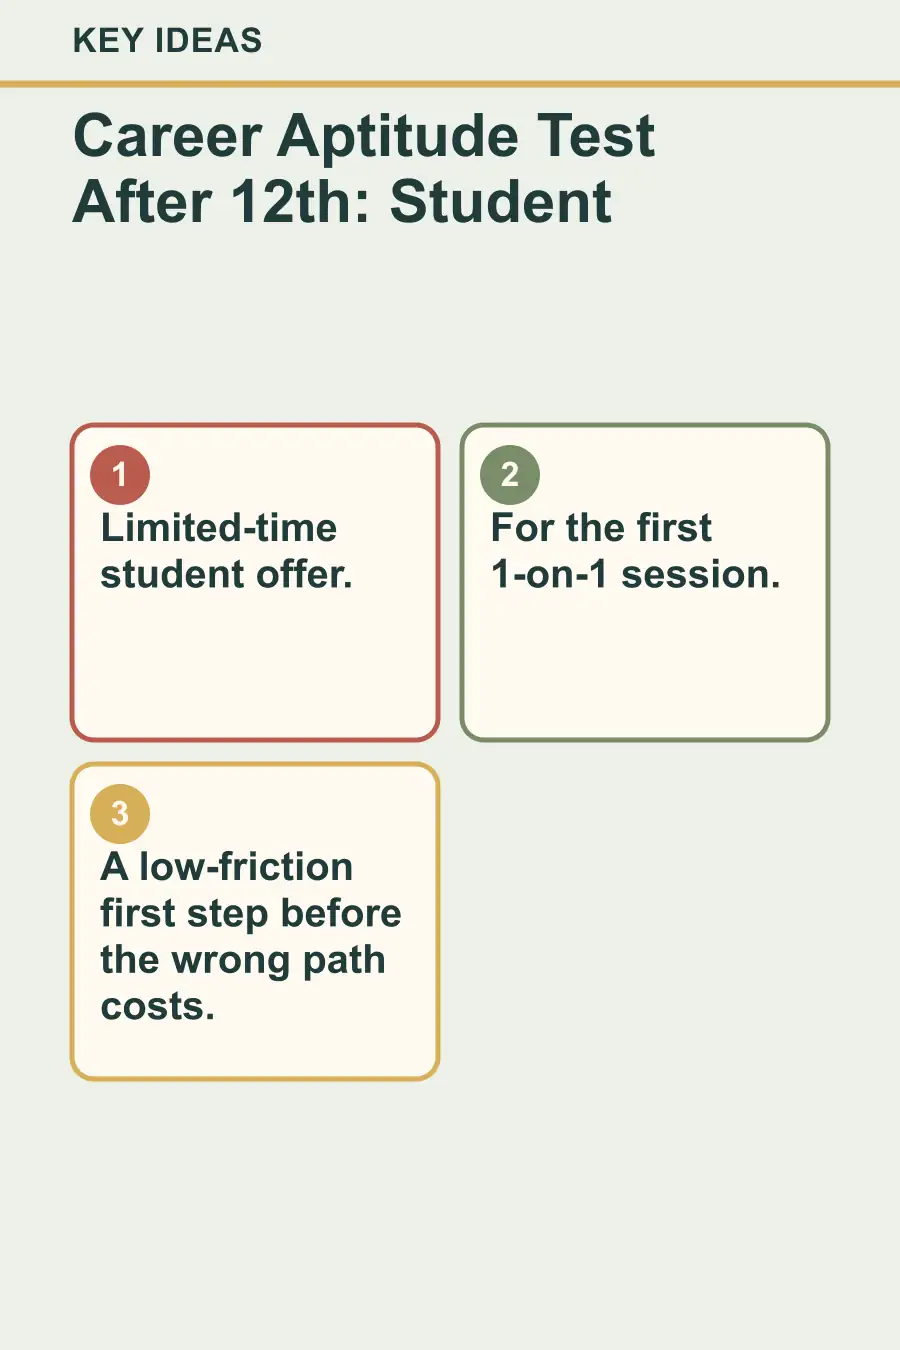 KEY IDEAS
Career Aptitude Test
After 12th: Student
1
Limited-time
student offer.
2
For the first
1-on-1 session.
3
A low-friction
first step before
the wrong path
costs.